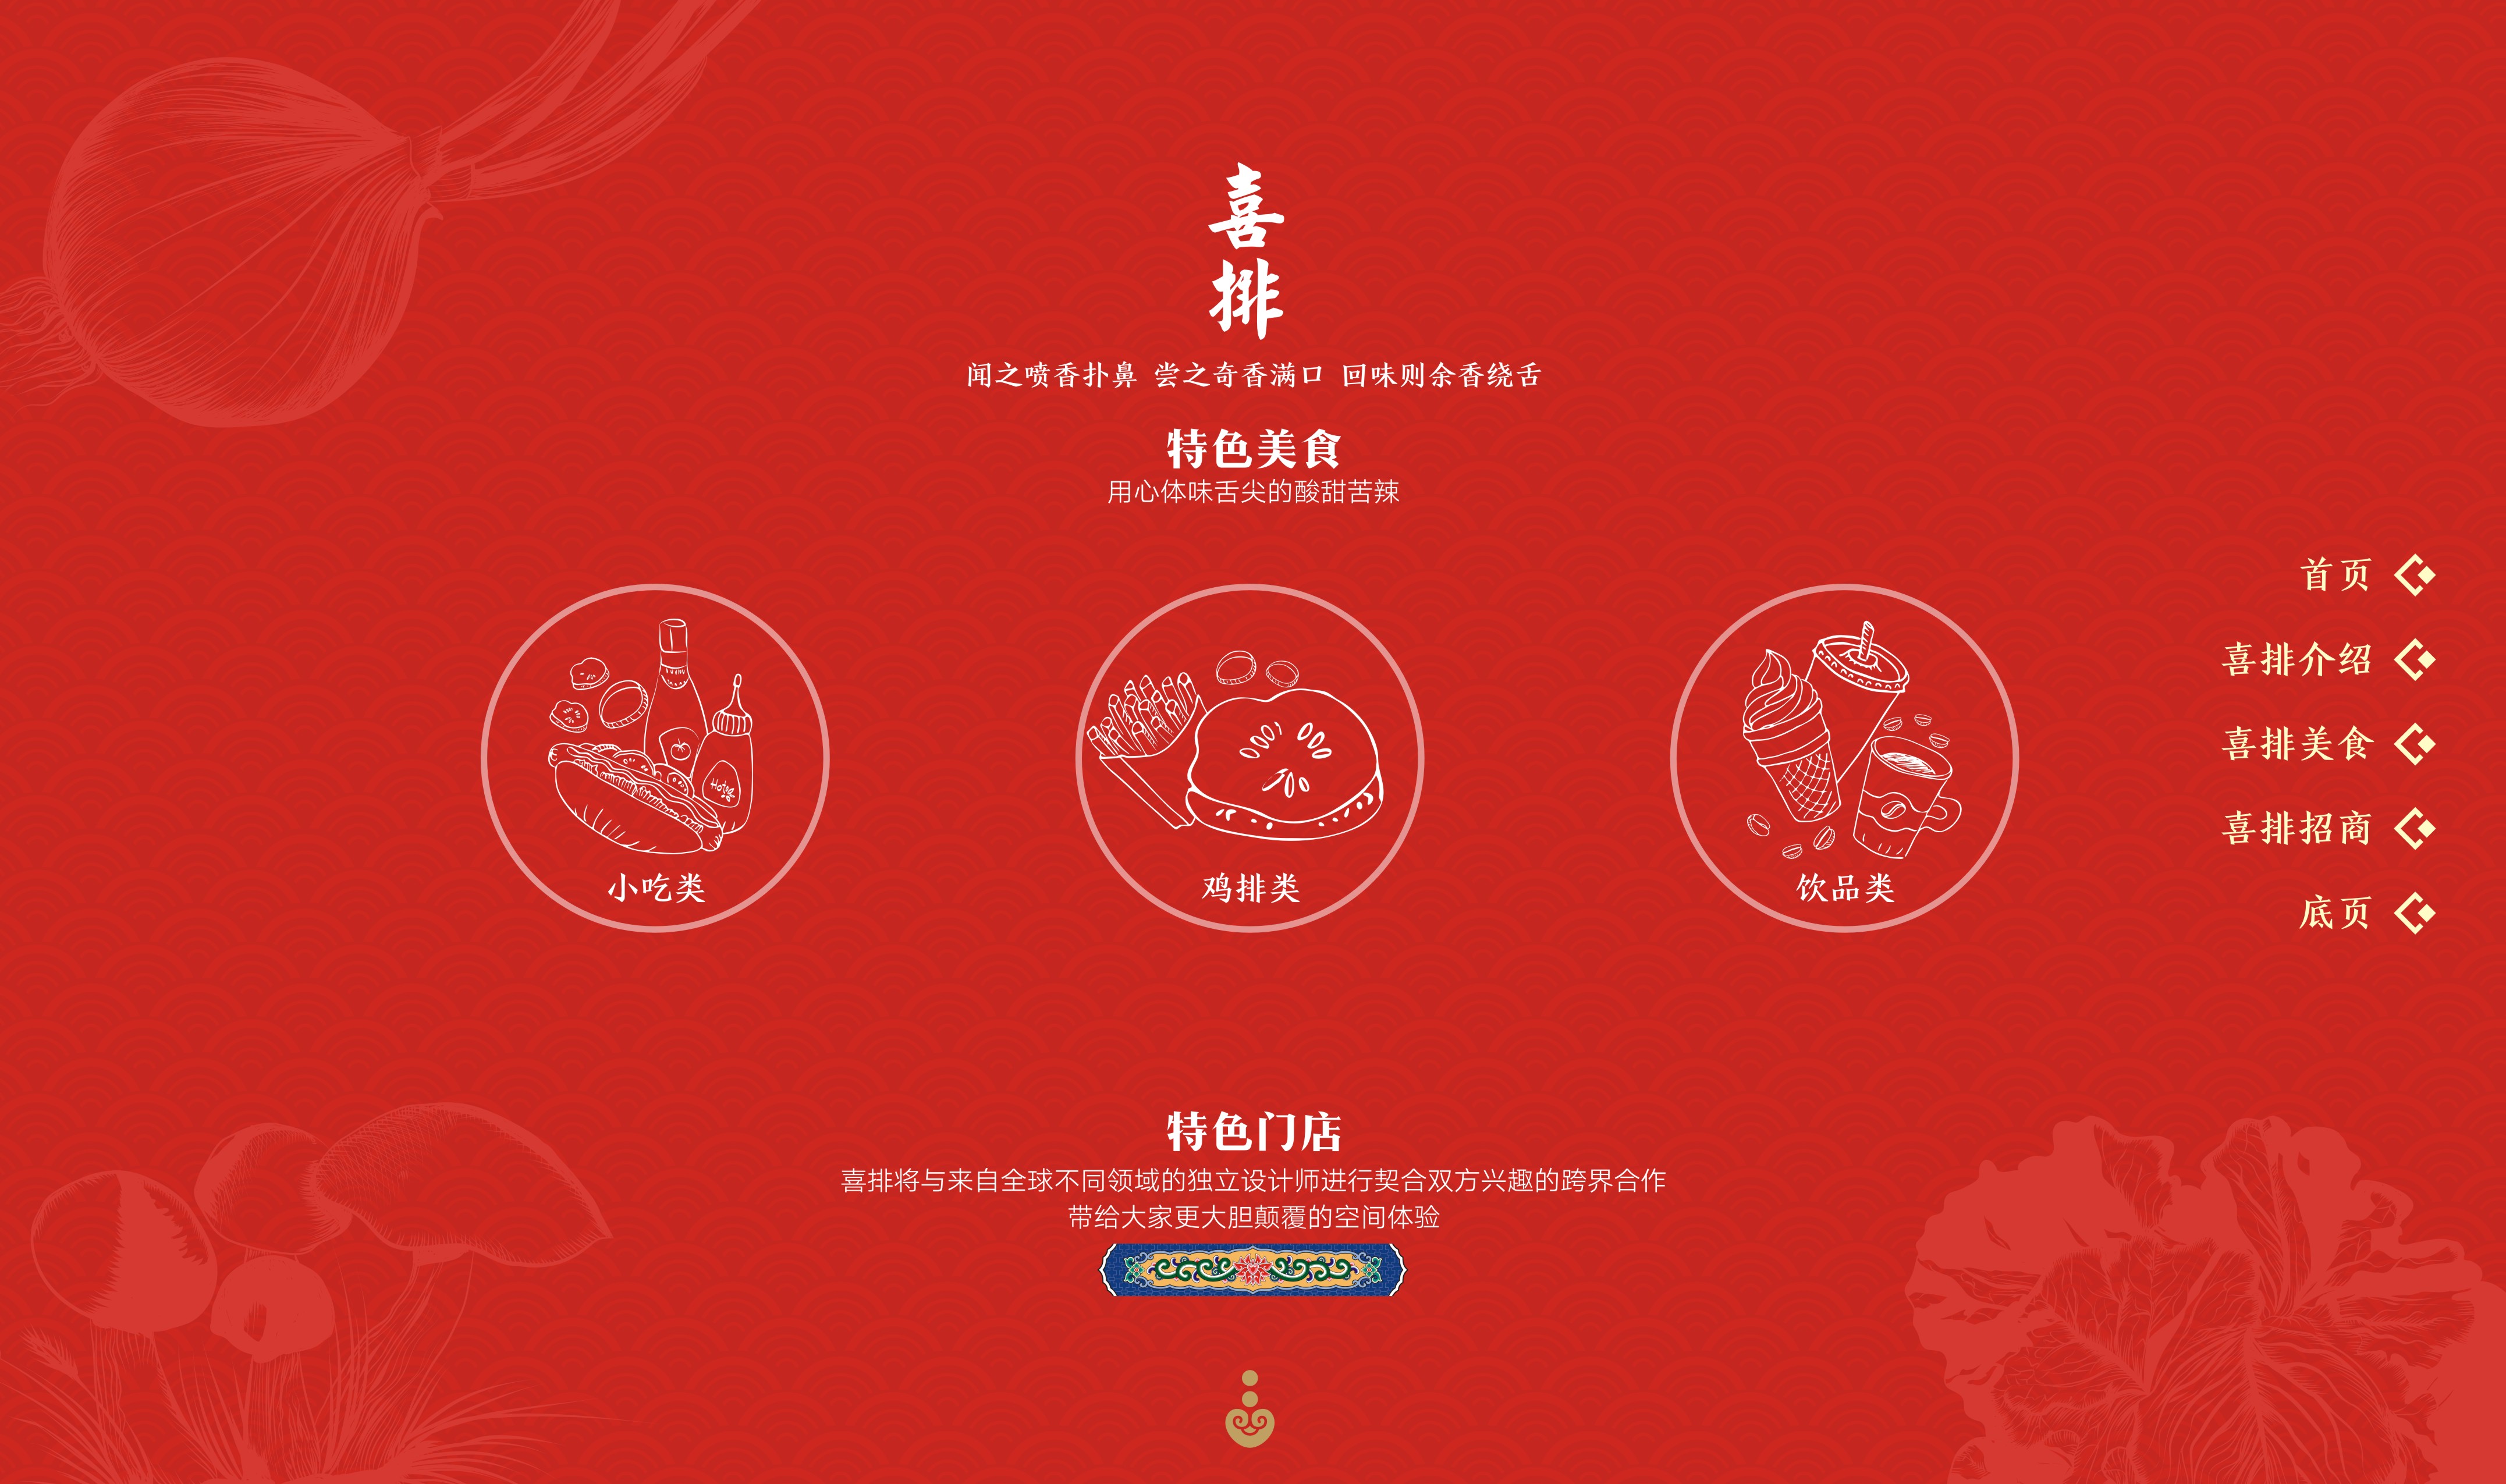 喜排
闻之喷香扑鼻 尝之奇香满口 回味则余香绕舌
特色美食
用心体味舌尖的酸甜苦辣
小吃类
鸡排类
饮品类
首页
喜排介绍
喜排美食
喜排招商
底页
特色门店
喜排将与来自全球不同领域的独立设计师进行契合双方兴趣的跨界合作
带给大家更大胆颠覆的空间体验